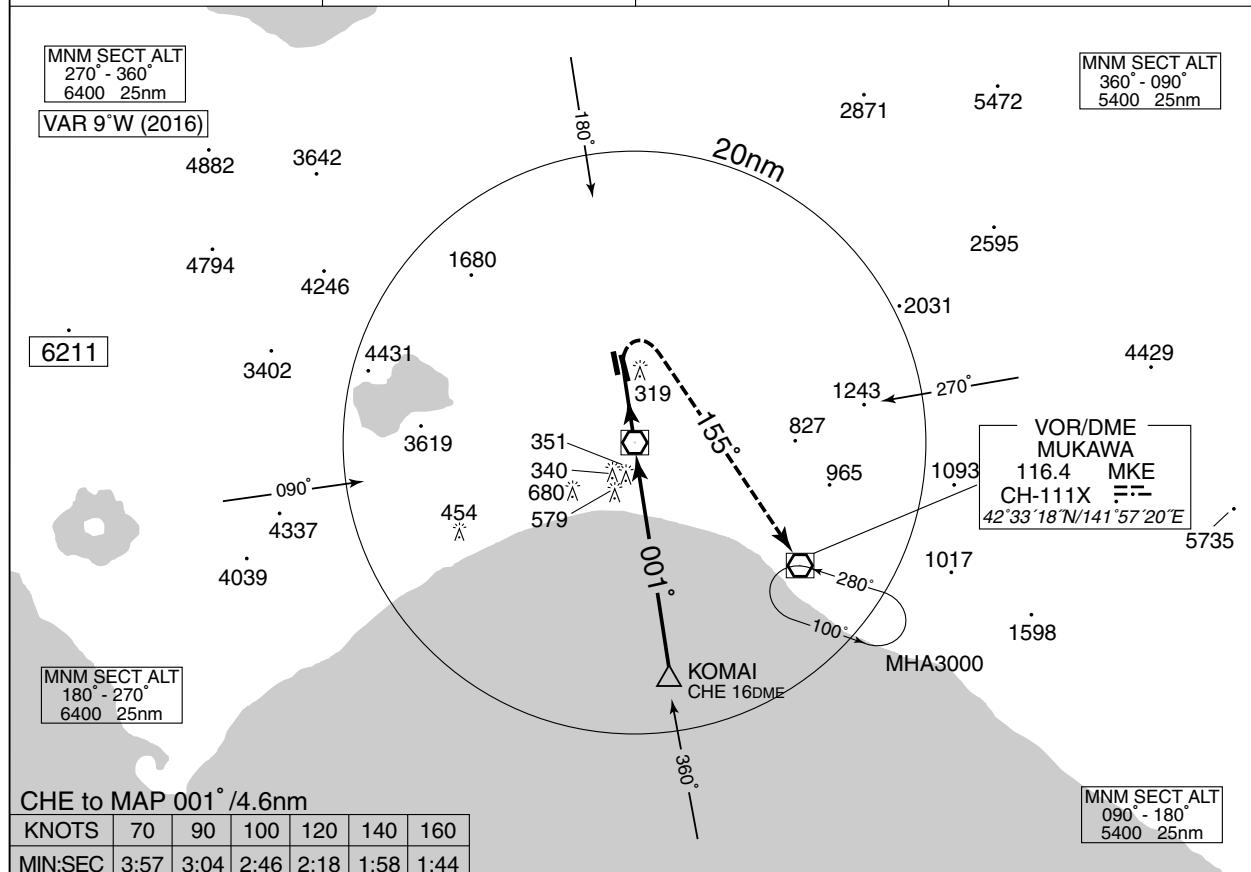 MNM SECT ALT
270° - 360°
6400 25nm
VAR 9°W (2016)
MNM SECT ALT
360° - 090°
5400 25nm
180°
20nm
2871
5472
4882
3642
2595
4794
4246
1680
2031
6211
3402
4431
319
4429
1243
270°
155°
827
3619
351
340
680
579
965
1093
VOR/DME
MUKAWA
116.4 MKE
CH-111X
42°33´18˝N/141°57´20˝E
090°
4337
454
5735
4039
001°
1017
280°
100°
1598
MHA3000
KOMAI
CHE 16DME
MNM SECT ALT
180° - 270°
6400 25nm
360°
MNM SECT ALT
090° - 180°
5400 25nm
CHE to MAP 001° /4.6nm
KNOTS 70 90 100 120 140 160
MIN:SEC 3:57 3:04 2:46 2:18 1:58 1:44